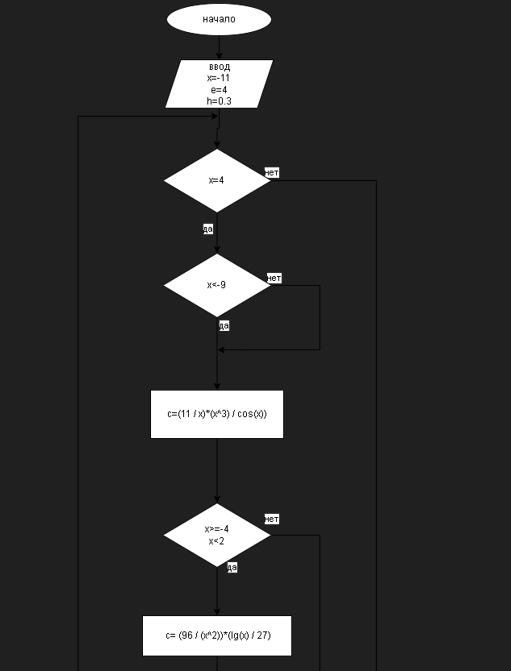 начало
ввод
x=-11
e=4
h=0.3
x=4
нет
да
x<-9
нет
да
c=(11 / x)*(x^3) / cos(x))
x>=-4
x<2
нет
да
c= (96 / (x^2))*(lg(x) / 27)